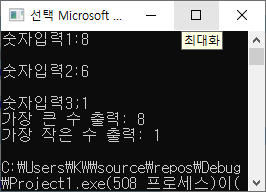 선택 Microsoft ...
최대화
숫자입력1:8
숫자입력2:6
숫자입력3;1
가장 큰 수 출력: 8
가장 작은 수 출력: 1
C:₩Users₩KW₩source₩repos₩Debug
₩Project1.exe(508 프로세스)이(